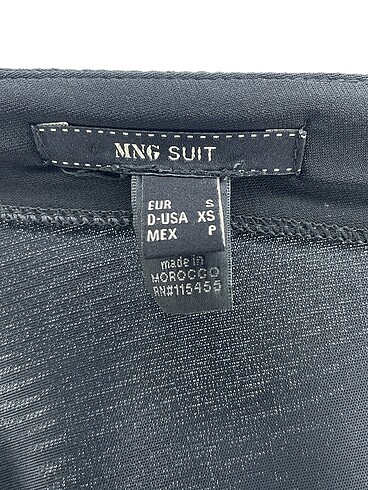 MNG SUIT
EUR S
D-USA XS
MEX P
made in
MOROCCO
RN#115455